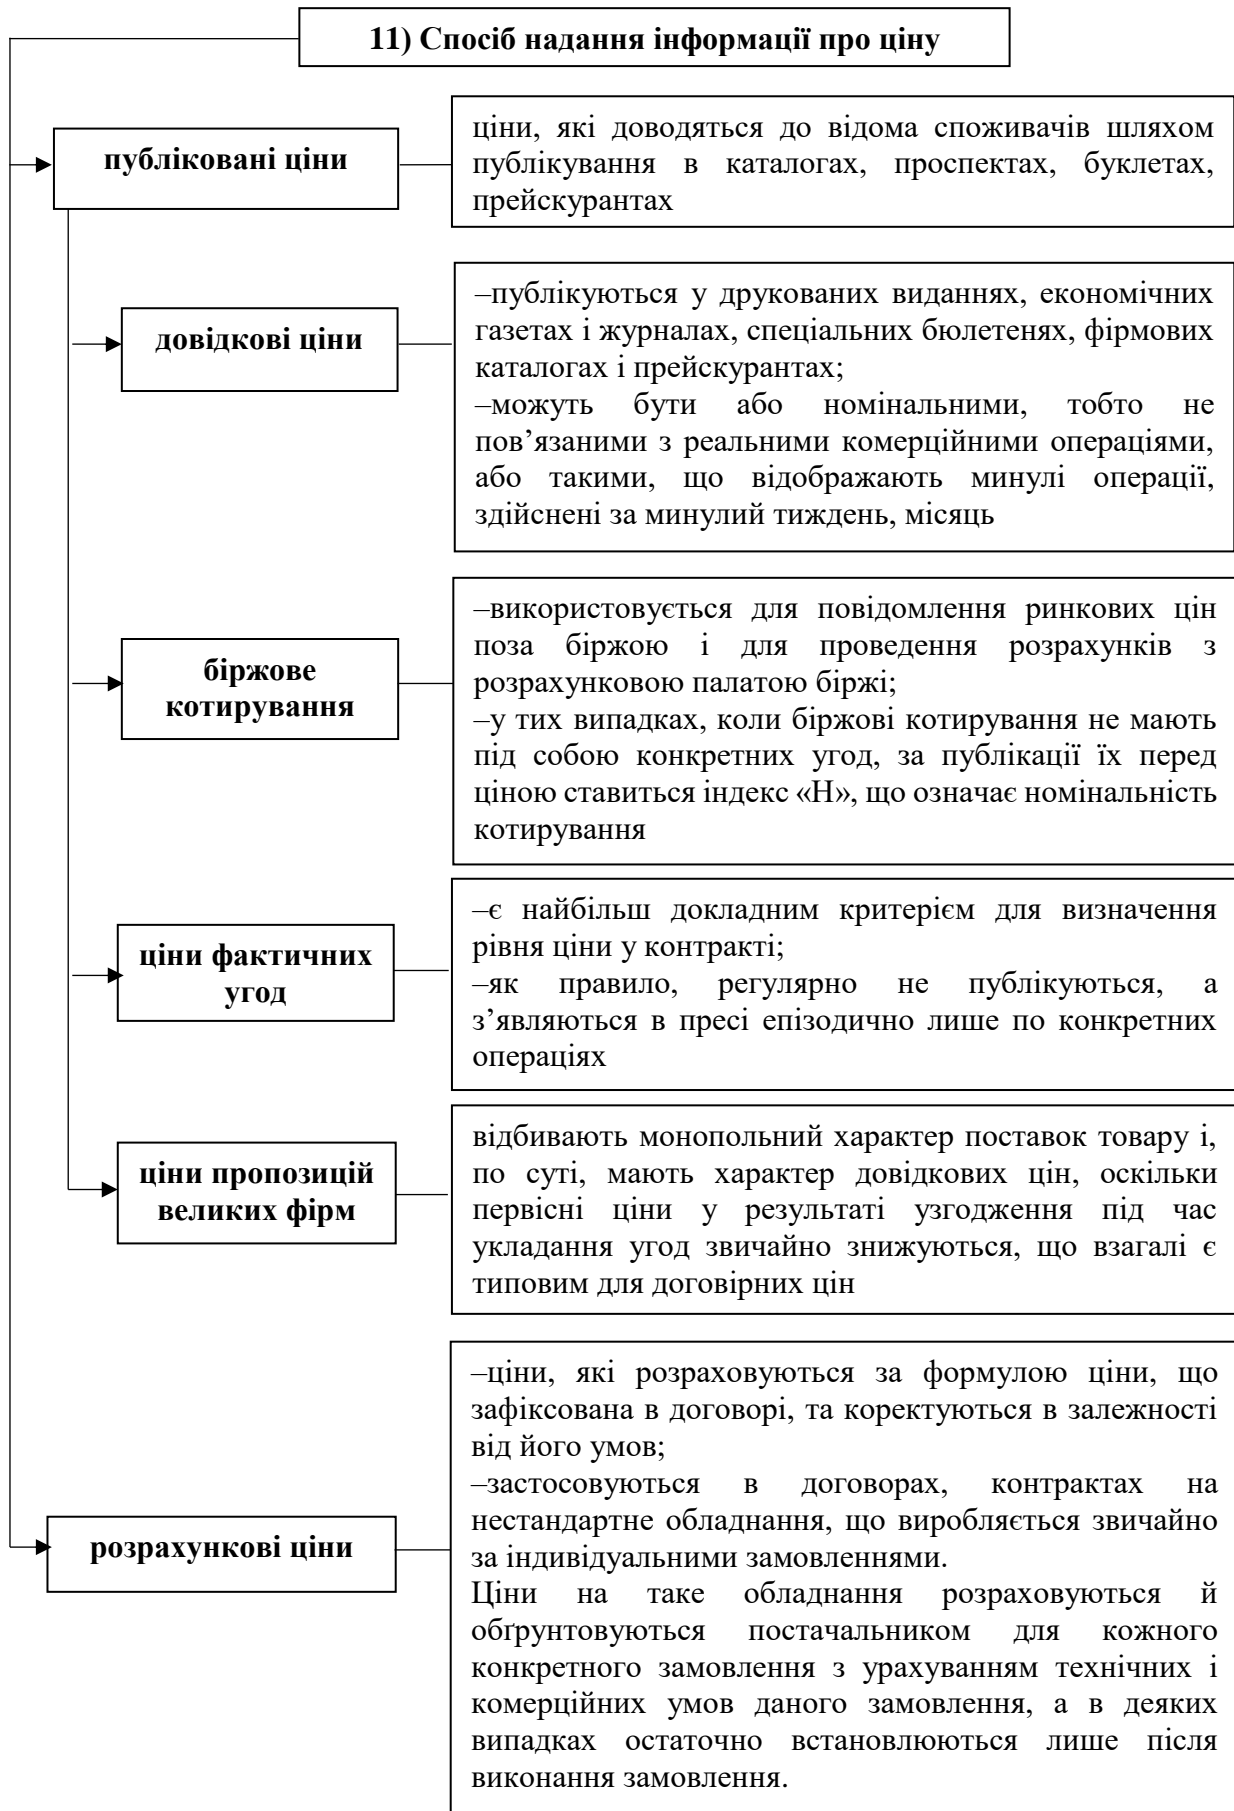 11) Спосіб надання інформації про ціну
публіковані ціни
ціни, які доводяться до відома споживачів шляхом
публікування в каталогах, проспектах, буклетах,
прейскурантах
довідкові ціни
–публікуються у друкованих виданнях, економічних
газетах і журналах, спеціальних бюлетенях, фірмових
каталогах і прейскурантах;
–можуть бути або номінальними, тобто не
пов’язаними з реальними комерційними операціями,
або такими, що відображають минулі операції,
здійснені за минулий тиждень, місяць
біржове
котирування
–використовується для повідомлення ринкових цін
поза біржою і для проведення розрахунків з
розрахунковою палатою біржі;
–у тих випадках, коли біржові котирування не мають
під собою конкретних угод, за публікації їх перед
ціною ставиться індекс «Н», що означає номінальність
котирування
ціни фактичних
угод
–є найбільш докладним критерієм для визначення
рівня ціни у контракті;
–як правило, регулярно не публікуються, а
з’являються в пресі епізодично лише по конкретних
операціях
ціни пропозицій
великих фірм
відбивають монопольний характер поставок товару і,
по суті, мають характер довідкових цін, оскільки
первісні ціни у результаті узгодження під час
укладання угод звичайно знижуються, що взагалі є
типовим для договірних цін
розрахункові ціни
–ціни, які розраховуються за формулою ціни, що
зафіксована в договорі, та коректуються в залежності
від його умов;
–застосовуються в договорах, контрактах на
нестандартне обладнання, що виробляється звичайно
за індивідуальними замовленнями.
Ціни на таке обладнання розраховуються й
обґрунтовуються постачальником для кожного
конкретного замовлення з урахуванням технічних і
комерційних умов даного замовлення, а в деяких
випадках остаточно встановлюються лише після
виконання замовлення.